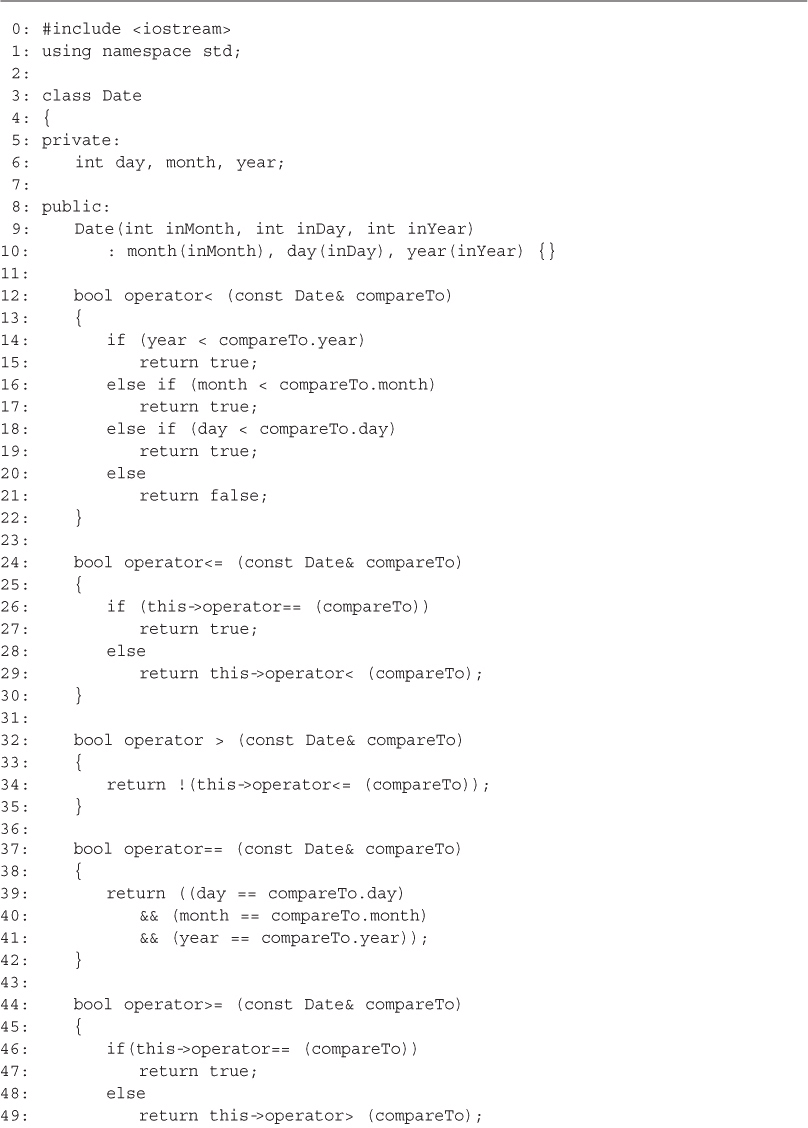 0: #include <iostream>
1: using namespace std;
2:
3: class Date
4: {
5: private:
6:    int day, month, year;
7:
8: public:
9:    Date(int inMonth, int inDay, int inYear)
10:       : month(inMonth), day(inDay), year(inYear) {}
11:
12:    bool operator< (const Date& compareTo)
13:    {
14:       if (year < compareTo.year)
15:          return true;
16:       else if (month < compareTo.month)
17:          return true;
18:       else if (day < compareTo.day)
19:          return true;
20:       else
21:          return false;
22:    }
23:
24:    bool operator<= (const Date& compareTo)
25:    {
26:       if (this->operator== (compareTo))
27:          return true;
28:       else
29:          return this->operator< (compareTo);
30:    }
31:
32:    bool operator > (const Date& compareTo)
33:    {
34:       return !(this->operator<= (compareTo));
35:    }
36:
37:    bool operator== (const Date& compareTo)
38:    {
39:       return ((day == compareTo.day)
40:          && (month == compareTo.month)
41:          && (year == compareTo.year));
42:    }
43:
44:    bool operator>= (const Date& compareTo)
45:    {
46:       if(this->operator== (compareTo))
47:          return true;
48:       else
49:          return this->operator> (compareTo);